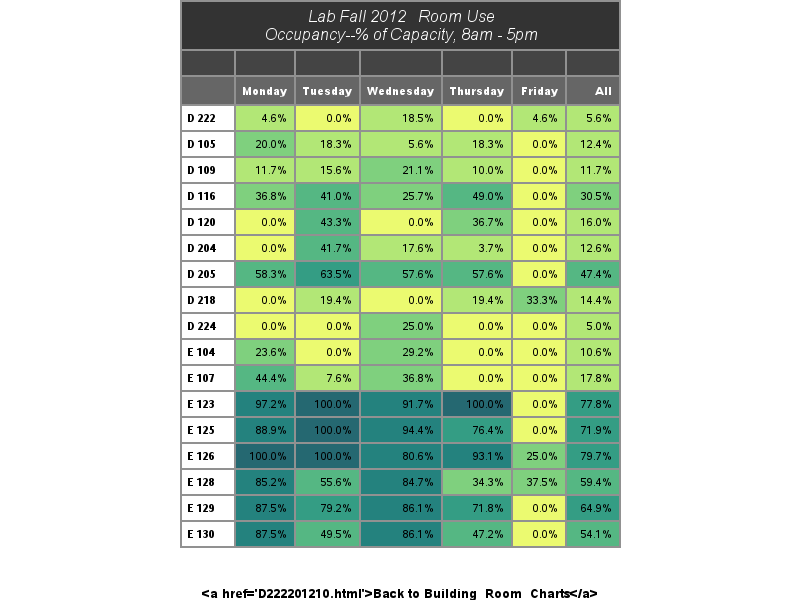 Lab Fall 2012 Room Use
Occupancy--% of Capacity, 8am - 5pm
Monday Tuesday Wednesday Thursday Friday All
D 222 4.6% 0.0% 18.5% 0.0% 4.6% 5.6%
D 105 20.0% 18.3% 5.6% 18.3% 0.0% 12.4%
D 109 11.7% 15.6% 21.1% 10.0% 0.0% 11.7%
D 116 36.8% 41.0% 25.7% 49.0% 0.0% 30.5%
D 120 0.0% 43.3% 0.0% 36.7% 0.0% 16.0%
D 204 0.0% 41.7% 17.6% 3.7% 0.0% 12.6%
D 205 58.3% 63.5% 57.6% 57.6% 0.0% 47.4%
D 218 0.0% 19.4% 0.0% 19.4% 33.3% 14.4%
D 224 0.0% 0.0% 25.0% 0.0% 0.0% 5.0%
E 104 23.6% 0.0% 29.2% 0.0% 0.0% 10.6%
E 107 44.4% 7.6% 36.8% 0.0% 0.0% 17.8%
E 123 97.2% 100.0% 91.7% 100.0% 0.0% 77.8%
E 125 88.9% 100.0% 94.4% 76.4% 0.0% 71.9%
E 126 100.0% 100.0% 80.6% 93.1% 25.0% 79.7%
E 128 85.2% 55.6% 84.7% 34.3% 37.5% 59.4%
E 129 87.5% 79.2% 86.1% 71.8% 0.0% 64.9%
E 130 87.5% 49.5% 86.1% 47.2% 0.0% 54.1%
<a href='D222201210.html'>Back to Building_Room_Charts</a>